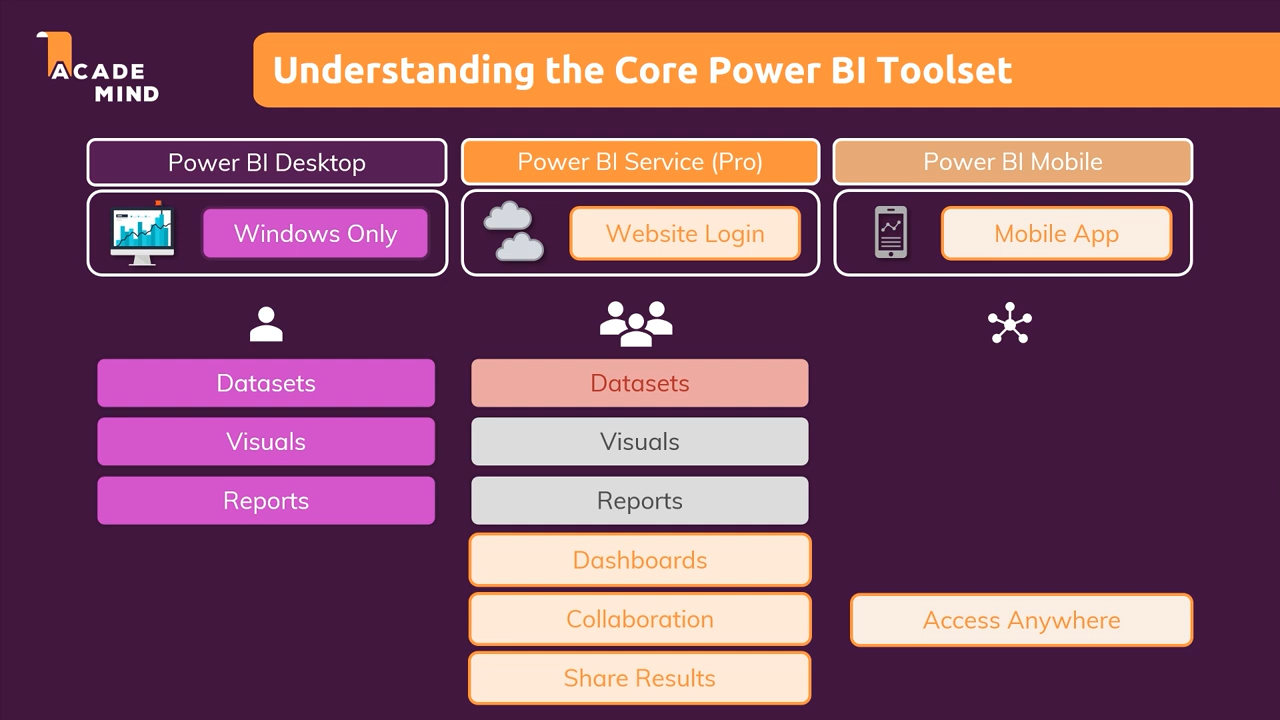 ACADE
MIND
Understanding the Core Power BI Toolset
Power BI Desktop
Power BI Service (Pro)
Power BI Mobile
Windows Only
Website Login
Mobile App
Datasets
Datasets
Visuals
Visuals
Reports
Reports
Dashboards
Collaboration
Access Anywhere
Share Results